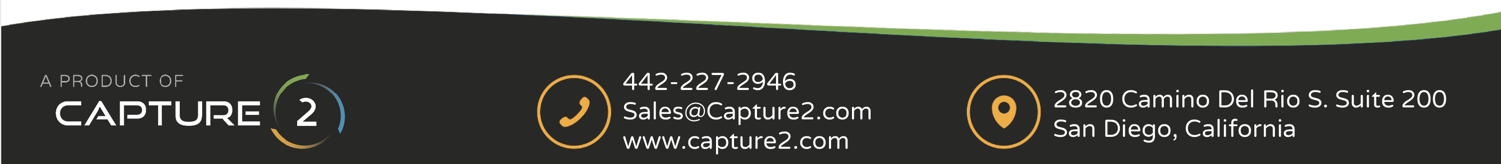 A PRODUCT OF
CAPTURE 2
442-227-2946
Sales@Capture2.com
www.capture2.com
2820 Camino Del Rio S. Suite 200
San Diego, California